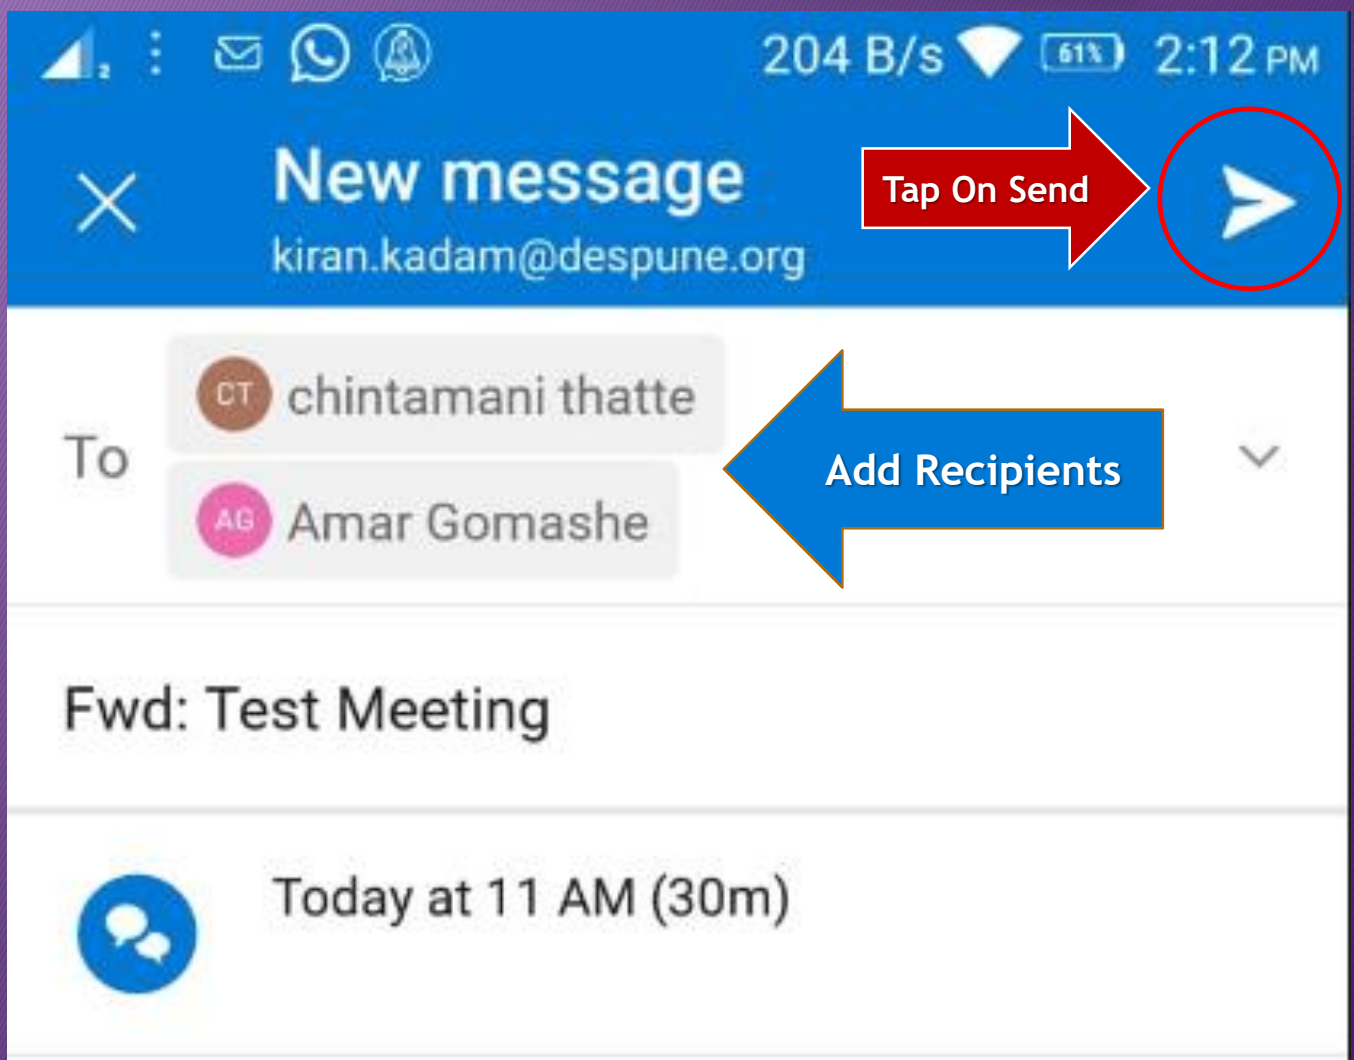 2
204 B/s 61% 2:12 PM
New message
Tap On Send
kiran.kadam@despune.org
To
CT chintamani thatte
Add Recipients
AG Amar Gomashe
Fwd: Test Meeting
Today at 11 AM (30m)